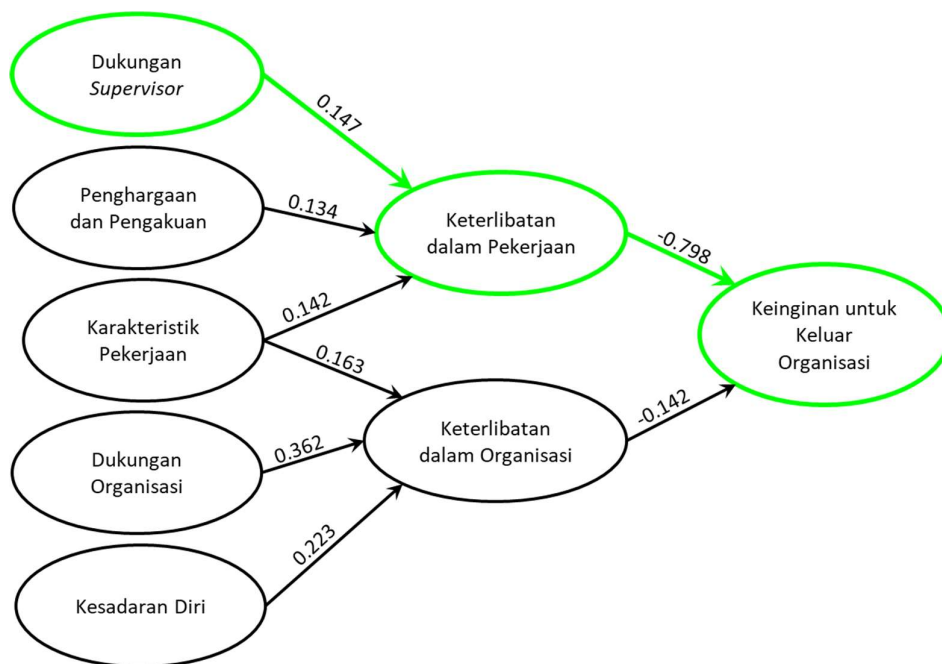 Dukungan
Supervisor
0.147
Penghargaan
dan Pengakuan
0.134
Keterlibatan
dalam Pekerjaan
-0.798
Karakteristik
Pekerjaan
0.142
0.163
Keinginan untuk
Keluar
Organisasi
Dukungan
Organisasi
0.362
Keterlibatan
dalam Organisasi
-0.142
Kesadaran Diri
0.223